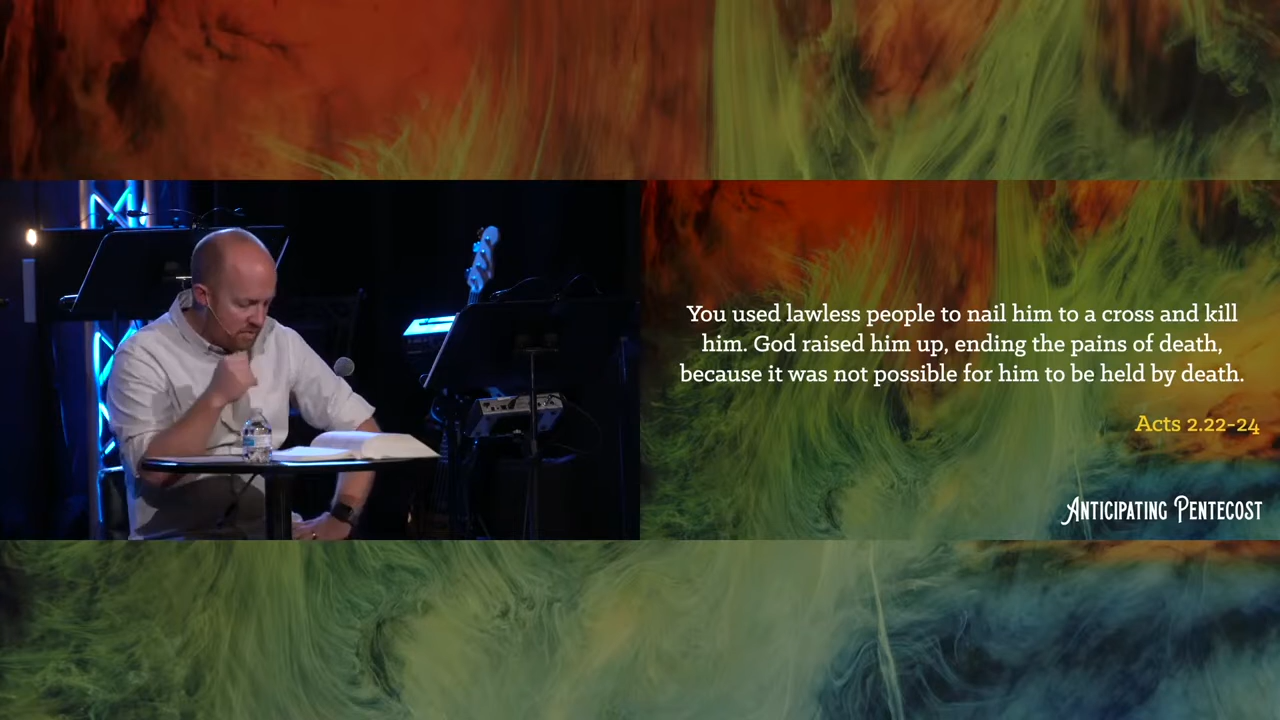 You used lawless people to nail him to a cross and kill
him. God raised him up, ending the pains of death,
because it was not possible for him to be held by death.
Acts 2.22-24
Anticipating Pentecost